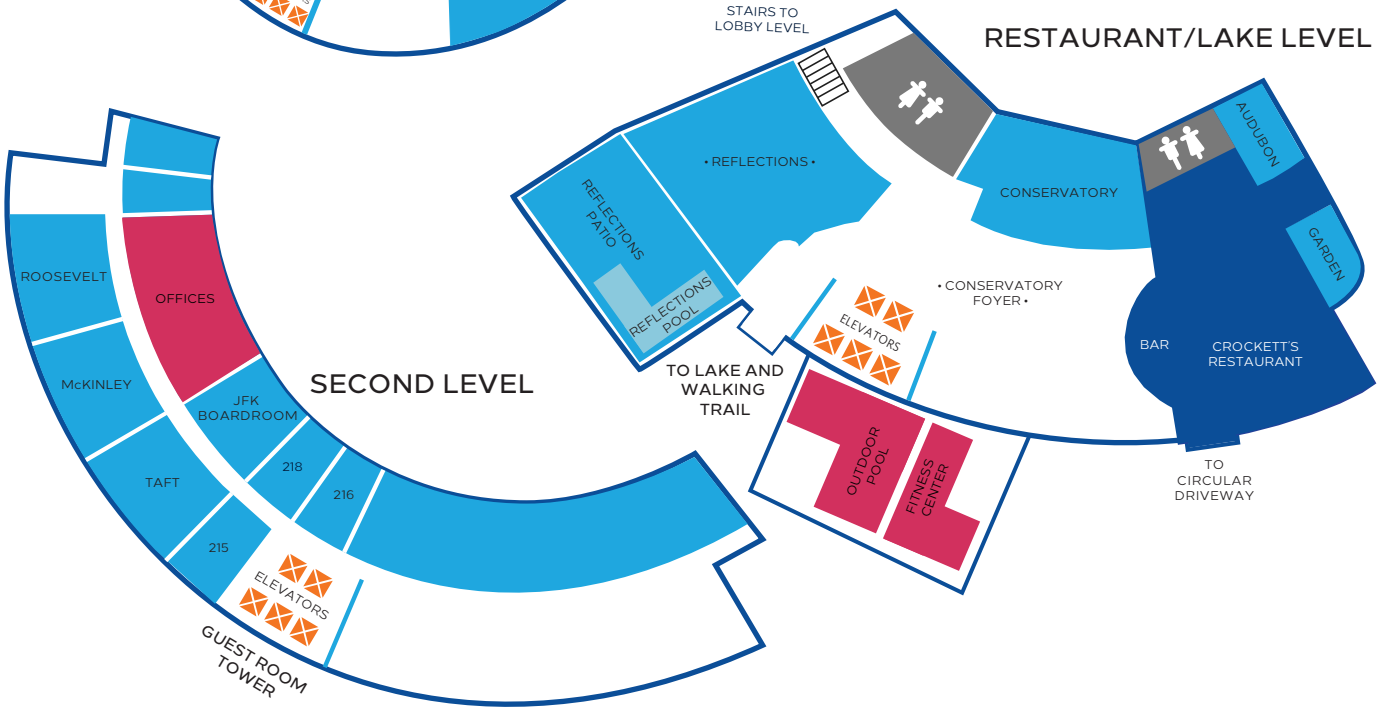 STAIRS TO
LOBBY LEVEL
RESTAURANT/LAKE LEVEL
AUDUBON
• REFLECTIONS •
CONSERVATORY
REFLECTIONS
PATIO
GARDEN
REFLECTIONS
POOL
• CONSERVATORY
FOYER •
ELEVATORS
BAR
CROCKETT'S
RESTAURANT
TO LAKE AND
WALKING
TRAIL
OUTDOOR
POOL
FITNESS
CENTER
TO
CIRCULAR
DRIVEWAY
SECOND LEVEL
ROOSEVELT
OFFICES
McKINLEY
JFK
BOARDROOM
TAFT
218
216
215
ELEVATORS
GUEST ROOM
TOWER